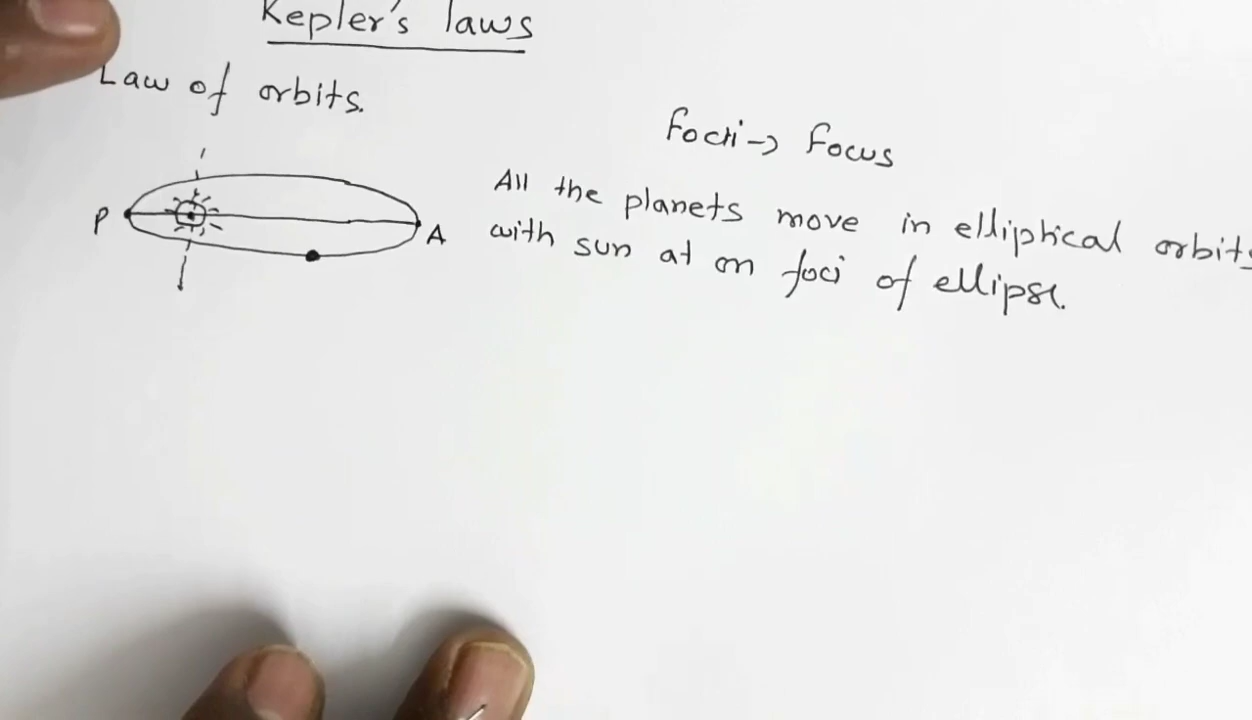 Kepler's laws
Law of orbits.
Foci -> Focus
P
A
All the planets move in elliptical orbits
with sun at on foci of ellipse.